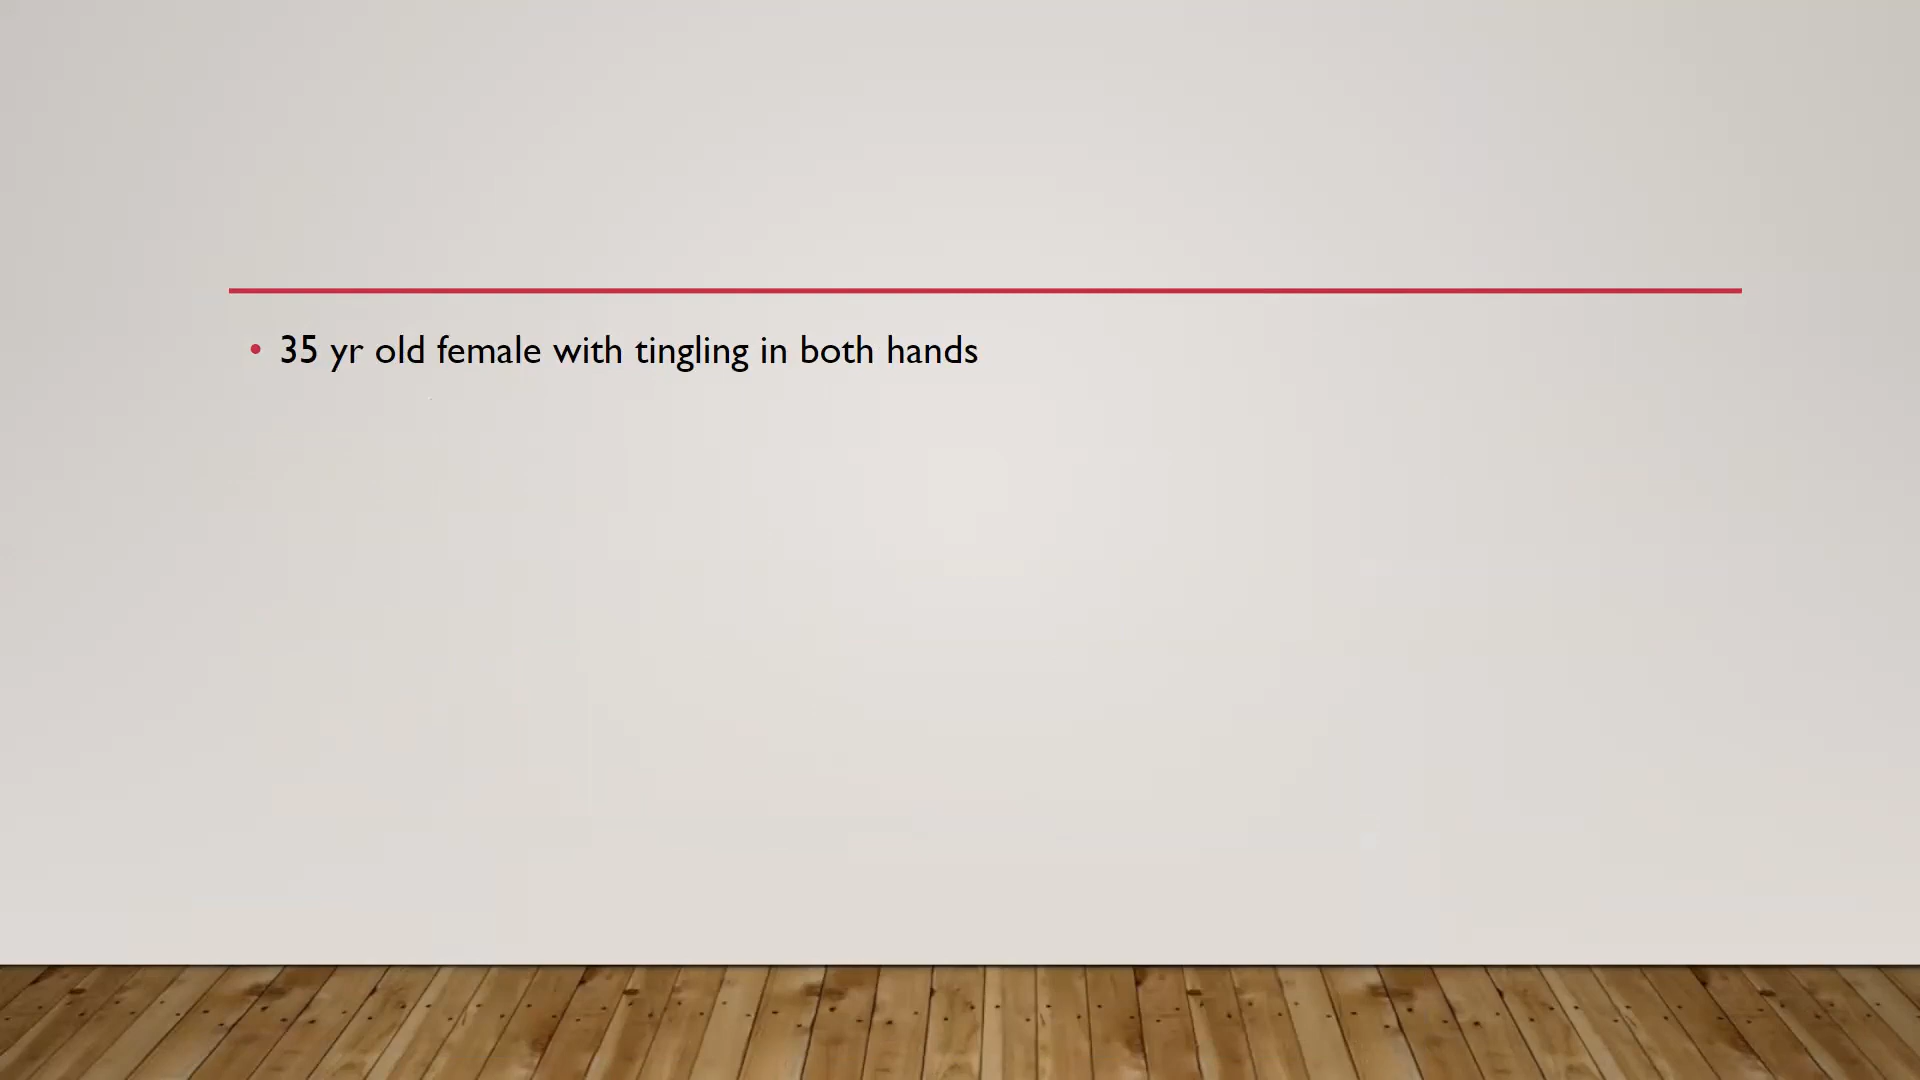 • 35 yr old female with tingling in both hands